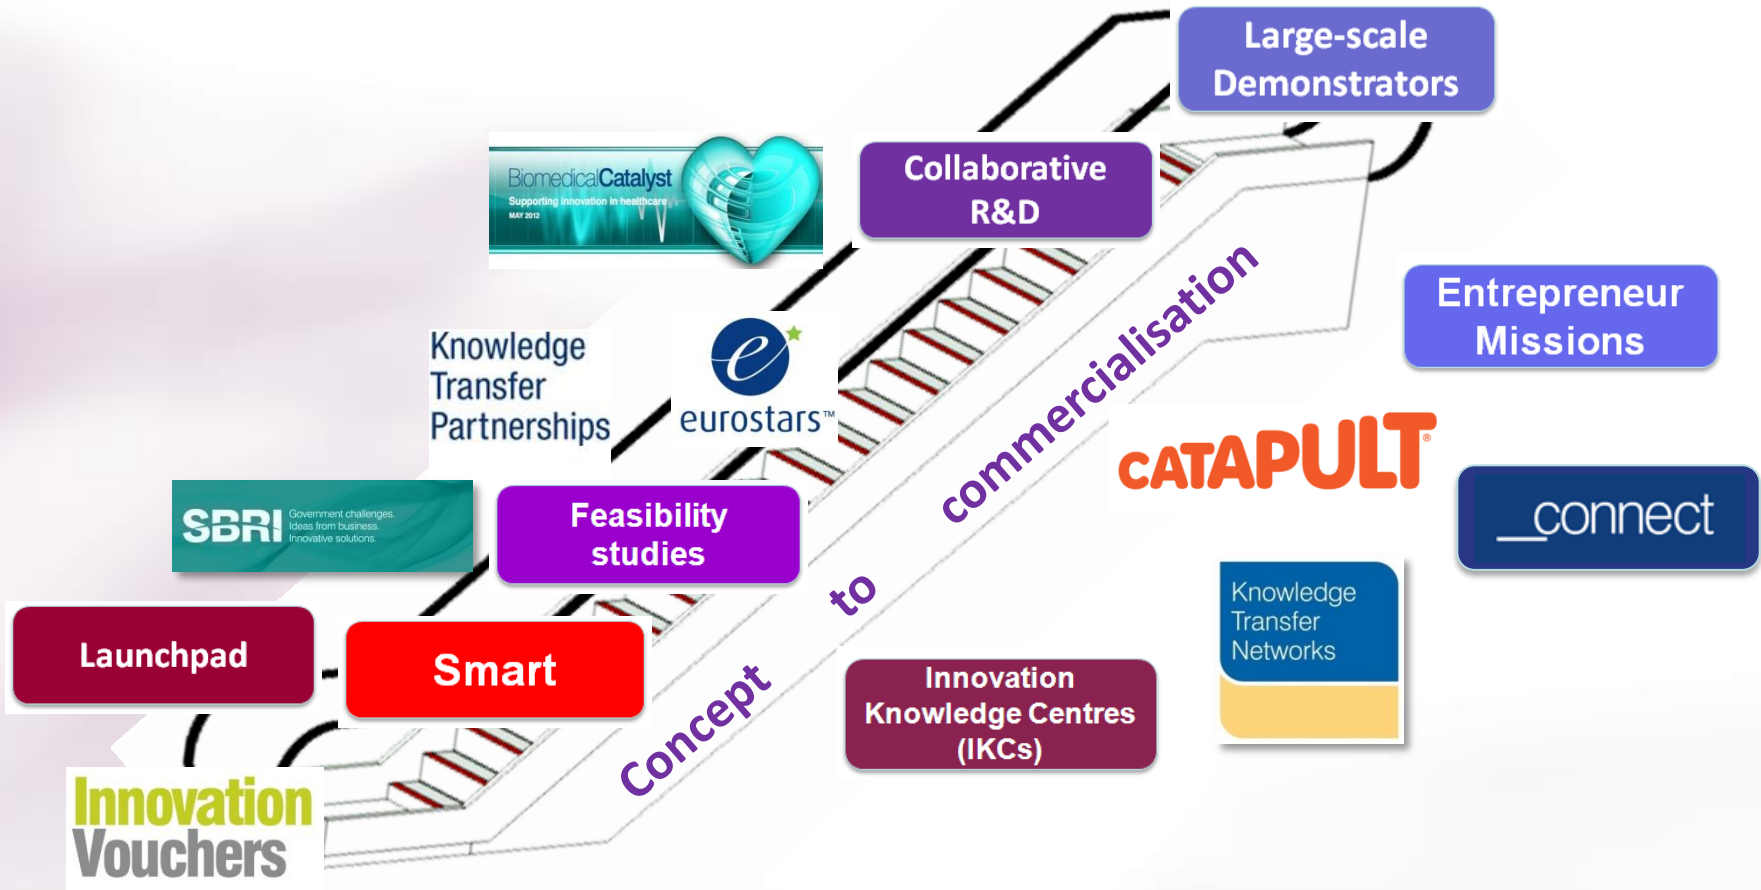 Large-scale
Demonstrators
BiomedicalCatalyst
Supporting innovation in healthcare
MAY 2012
Collaborative
R&D
Entrepreneur
Missions
Knowledge
Transfer
Partnerships
e
eurostars™
CATAPULT®
SBRI
Government challenges.
Ideas from business.
Innovative solutions.
Feasibility
studies
__connect
Concept to commercialisation
Knowledge
Transfer
Networks
Launchpad
Smart
Innovation
Knowledge Centres
(IKCs)
Innovation
Vouchers